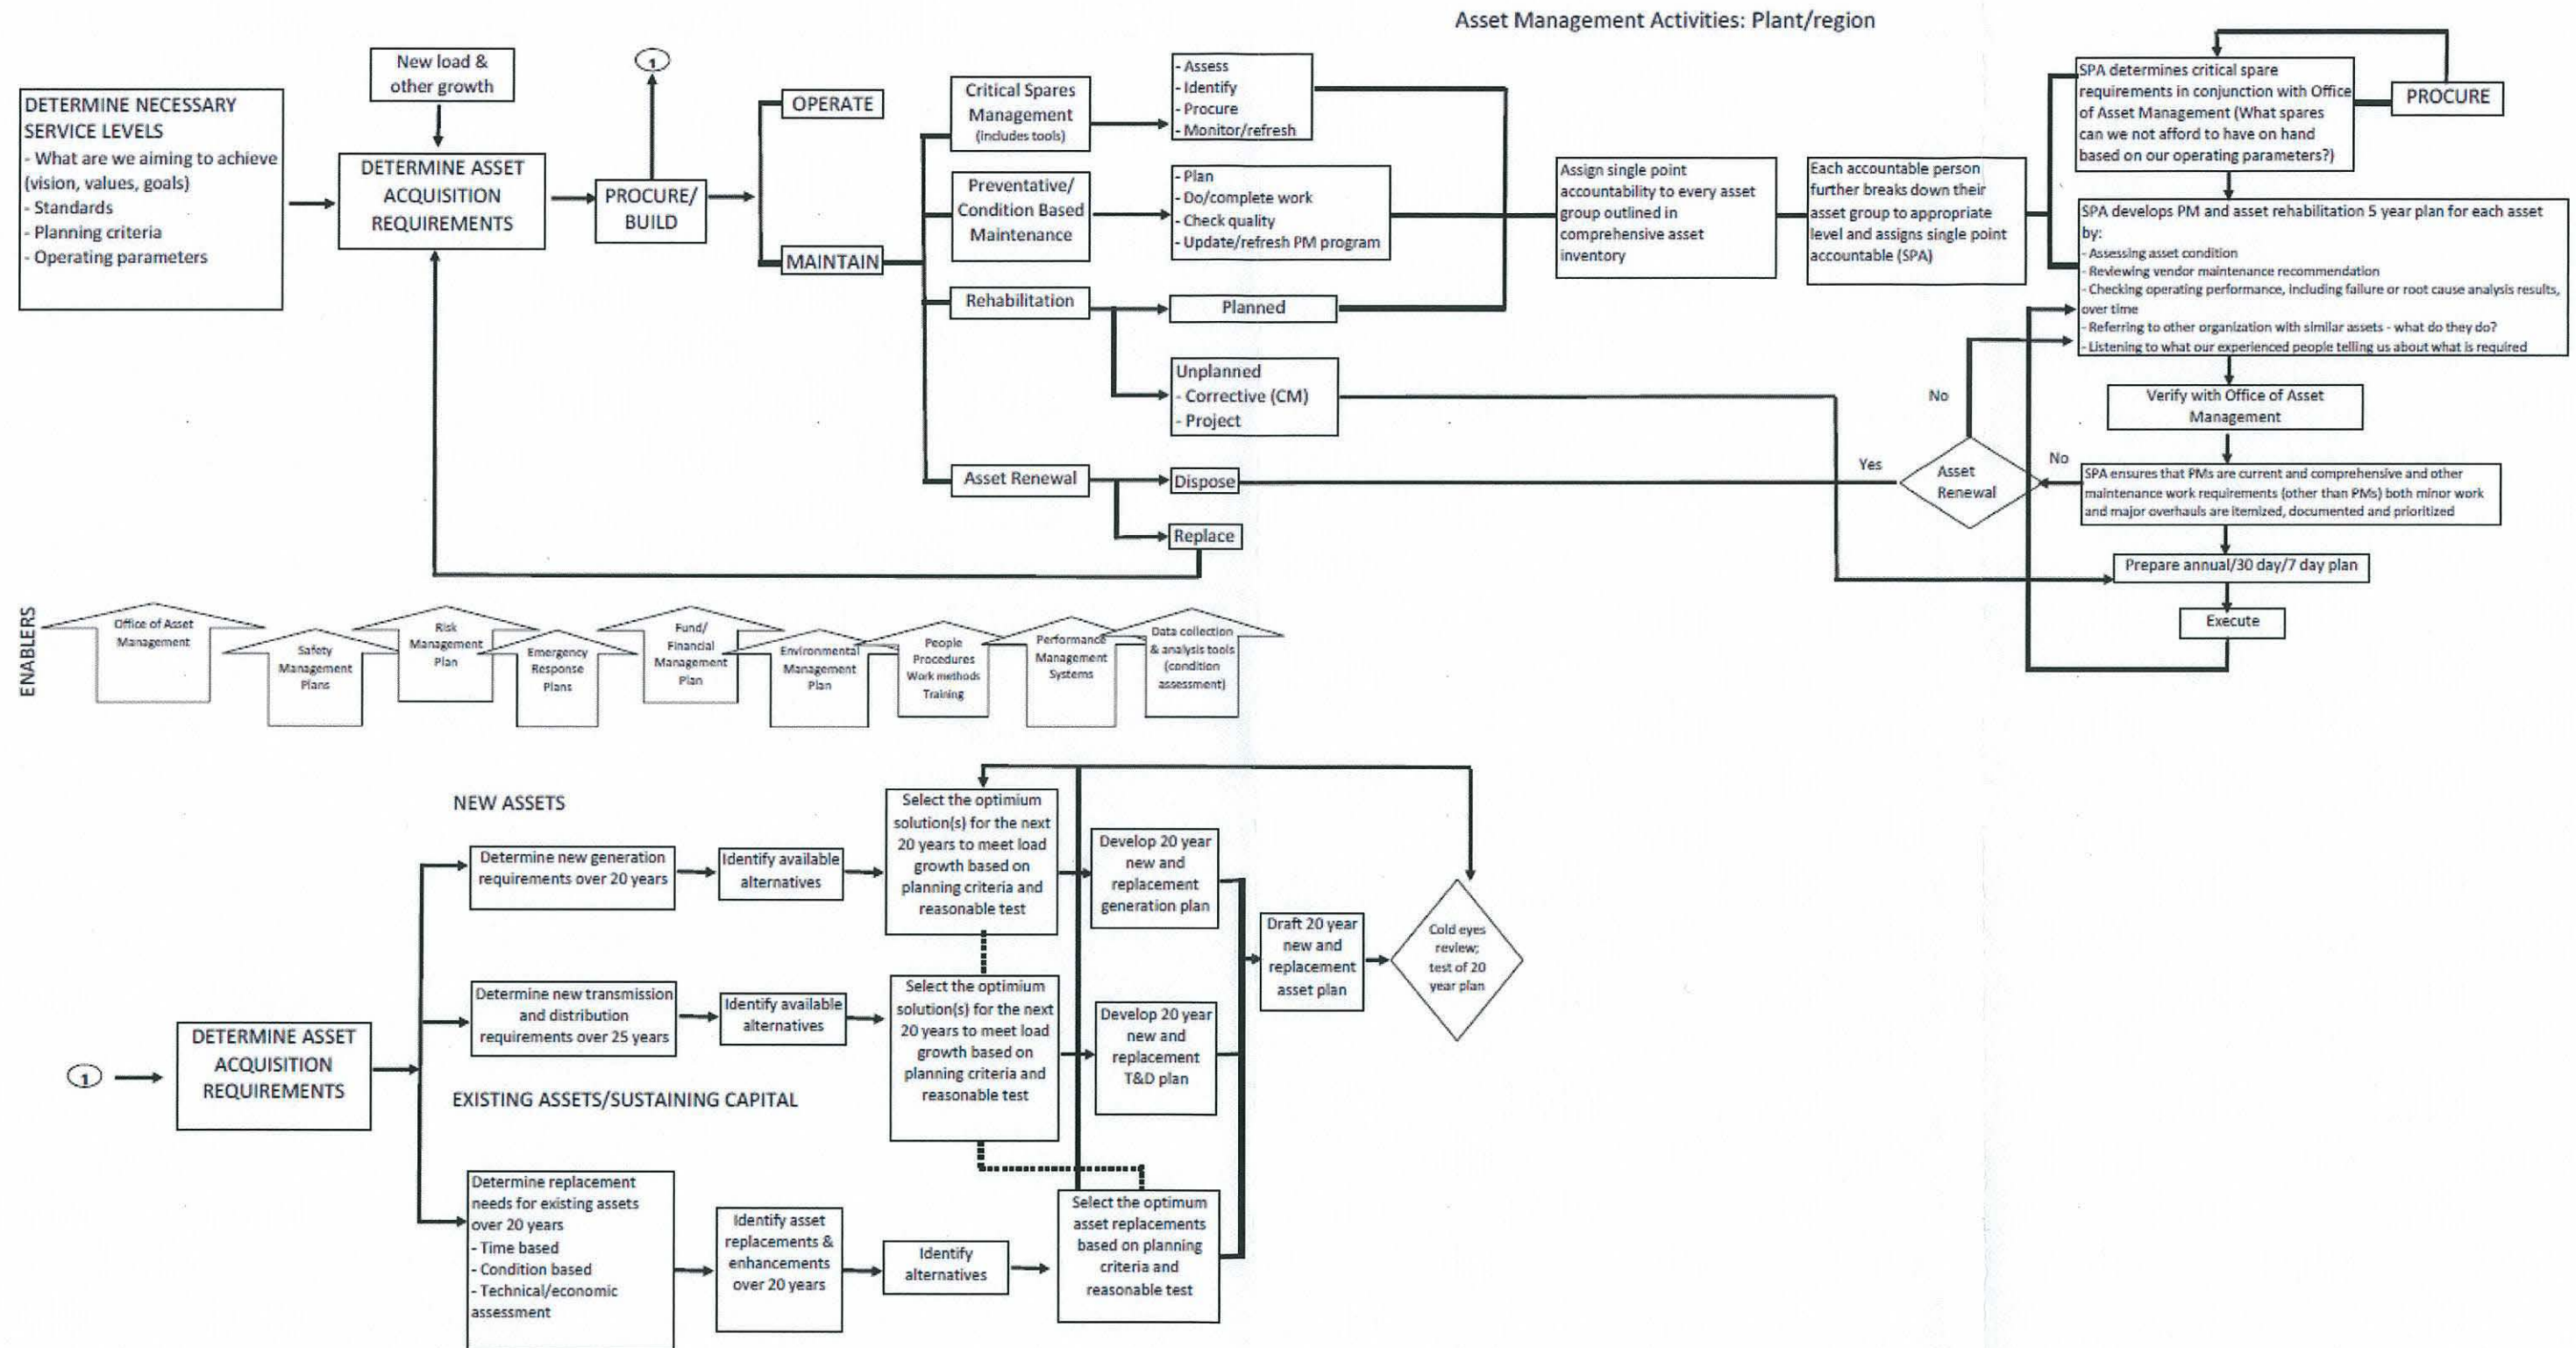 Asset Management Activities: Plant/region
DETERMINE NECESSARY
SERVICE LEVELS
- What are we aiming to achieve
(vision, values, goals)
- Standards
- Planning criteria
- Operating parameters
New load &
other growth
DETERMINE ASSET
ACQUISITION
REQUIREMENTS
1
PROCURE/
BUILD
OPERATE
MAINTAIN
Critical Spares
Management
(includes tools)
- Assess
- Identify
- Procure
- Monitor/refresh
Preventative/
Condition Based
Maintenance
- Plan
- Do/complete work
- Check quality
- Update/refresh PM program
Rehabilitation
Planned
Unplanned
- Corrective (CM)
- Project
Asset Renewal
Dispose
Replace
Assign single point
accountability to every asset
group outlined in
comprehensive asset
inventory
Each accountable person
further breaks down their
asset group to appropriate
level and assigns single point
accountable (SPA)
SPA determines critical spare
requirements in conjunction with Office
of Asset Management (What spares
can we not afford to have on hand
based on our operating parameters?)
PROCURE
SPA develops PM and asset rehabilitation 5 year plan for each asset
by:
- Assessing asset condition
- Reviewing vendor maintenance recommendation
- Checking operating performance, including failure or root cause analysis results,
over time
- Referring to other organization with similar assets - what do they do?
- Listening to what our experienced people telling us about what is required
Verify with Office of Asset
Management
No
Yes
Asset
Renewal
No
SPA ensures that PMs are current and comprehensive and other
maintenance work requirements (other than PMs) both minor work
and major overhauls are itemized, documented and prioritized
Prepare annual/30 day/7 day plan
Execute
ENABLERS
Office of Asset
Management
Safety
Management
Plans
Risk
Management
Plan
Emergency
Response
Plans
Fund/
Financial
Management
Plan
Environmental
Management
Plan
People
Procedures
Work methods
Training
Performance
Management
Systems
Data collection
& analysis tools
(condition
assessment)
NEW ASSETS
Determine new generation
requirements over 20 years
Identify available
alternatives
Select the optimium
solution(s) for the next
20 years to meet load
growth based on
planning criteria and
reasonable test
Develop 20 year
new and
replacement
generation plan
Draft 20 year
new and
replacement
asset plan
Cold eyes
review;
test of 20
year plan
Determine new transmission
and distribution
requirements over 25 years
Identify available
alternatives
Select the optimium
solution(s) for the next
20 years to meet load
growth based on
planning criteria and
reasonable test
Develop 20 year
new and
replacement
T&D plan
1
DETERMINE ASSET
ACQUISITION
REQUIREMENTS
EXISTING ASSETS/SUSTAINING CAPITAL
Determine replacement
needs for existing assets
over 20 years
- Time based
- Condition based
- Technical/economic
assessment
Identify asset
replacements &
enhancements
over 20 years
Identify
alternatives
Select the optimum
asset replacements
based on planning
criteria and
reasonable test